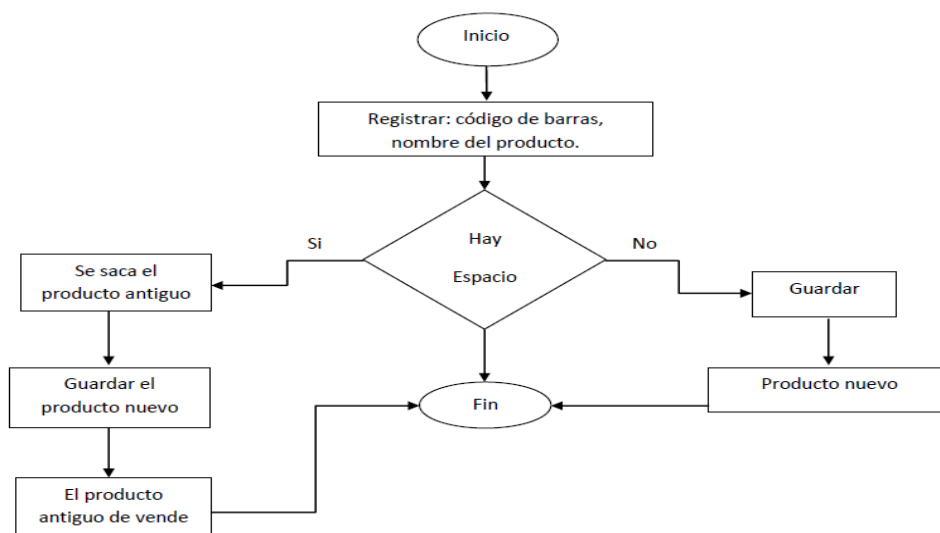 Inicio
Registrar: código de barras,
nombre del producto.
Si
Hay
Espacio
No
Se saca el
producto antiguo
Guardar
Guardar el
producto nuevo
Fin
Producto nuevo
El producto
antiguo de vende